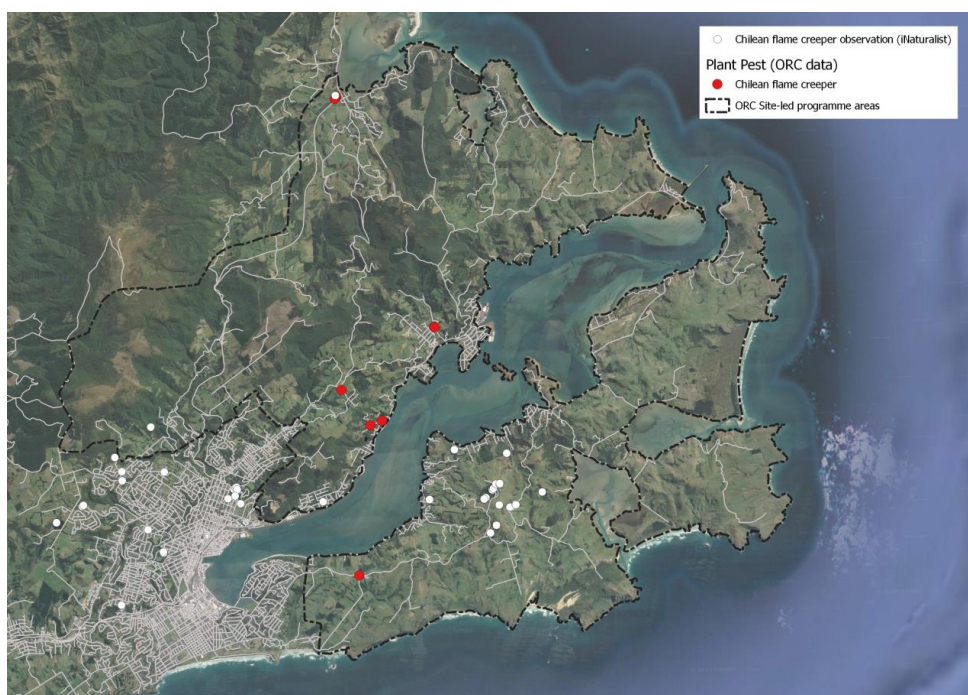 Chilean flame creeper observation (iNaturalist)
Plant Pest (ORC data)
Chilean flame creeper
ORC Site-led programme areas